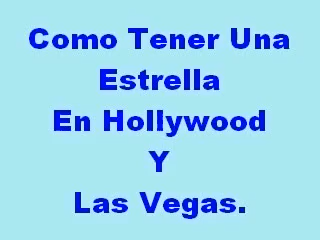 Como Tener Una
Estrella
En Hollywood
Y
Las Vegas.